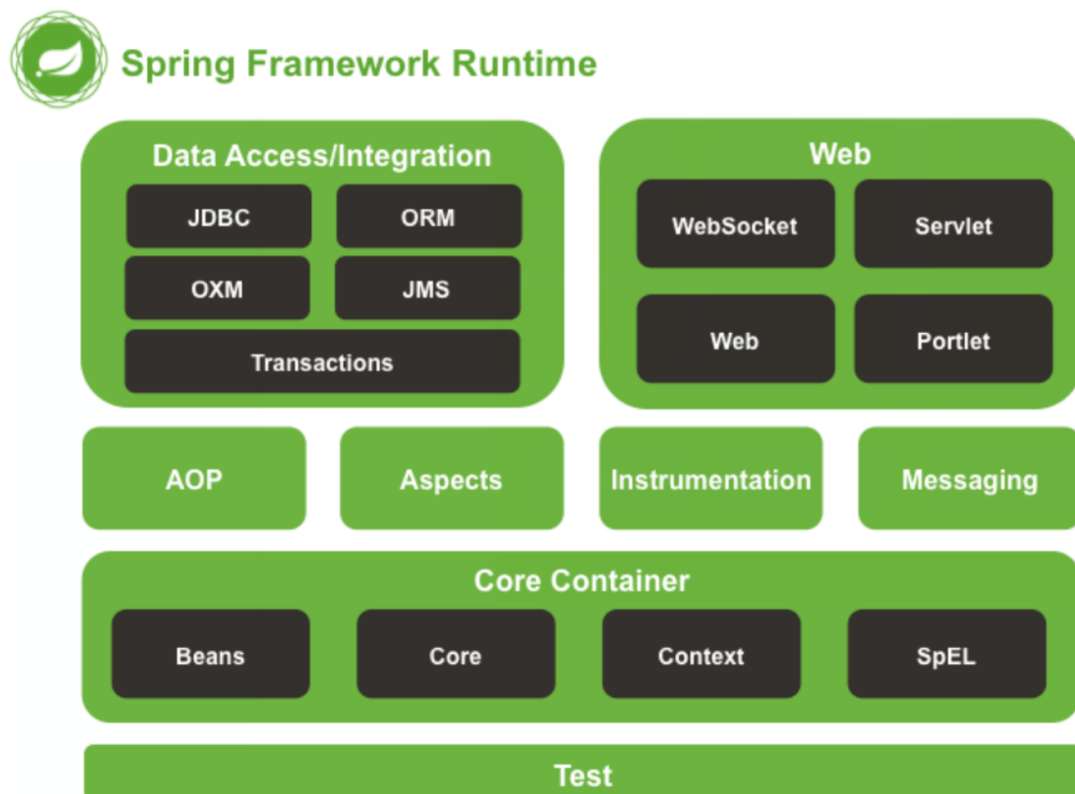 Spring Framework Runtime
Data Access/Integration
JDBC
ORM
OXM
JMS
Transactions
Web
WebSocket
Servlet
Web
Portlet
AOP
Aspects
Instrumentation
Messaging
Core Container
Beans
Core
Context
SpEL
Test